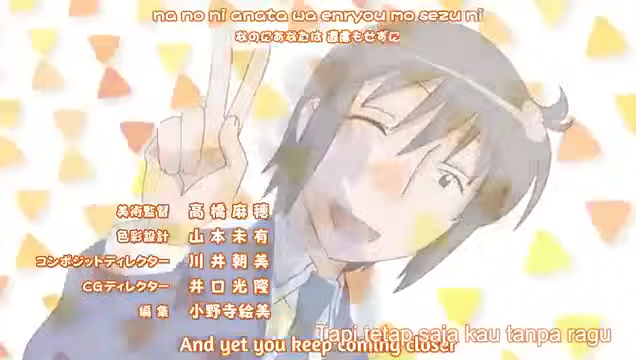 na no ni anata wa enryou mo sezu ni
なのにあなたは 遠慮もせずに
美術監督 高橋麻穂
色彩設計 山本未有
コンポジットディレクター 川井朝美
CGディレクター 井口光隆
編集 小野寺絵美
Tapi tetap saja kau tanpa ragu
And yet you keep coming closer